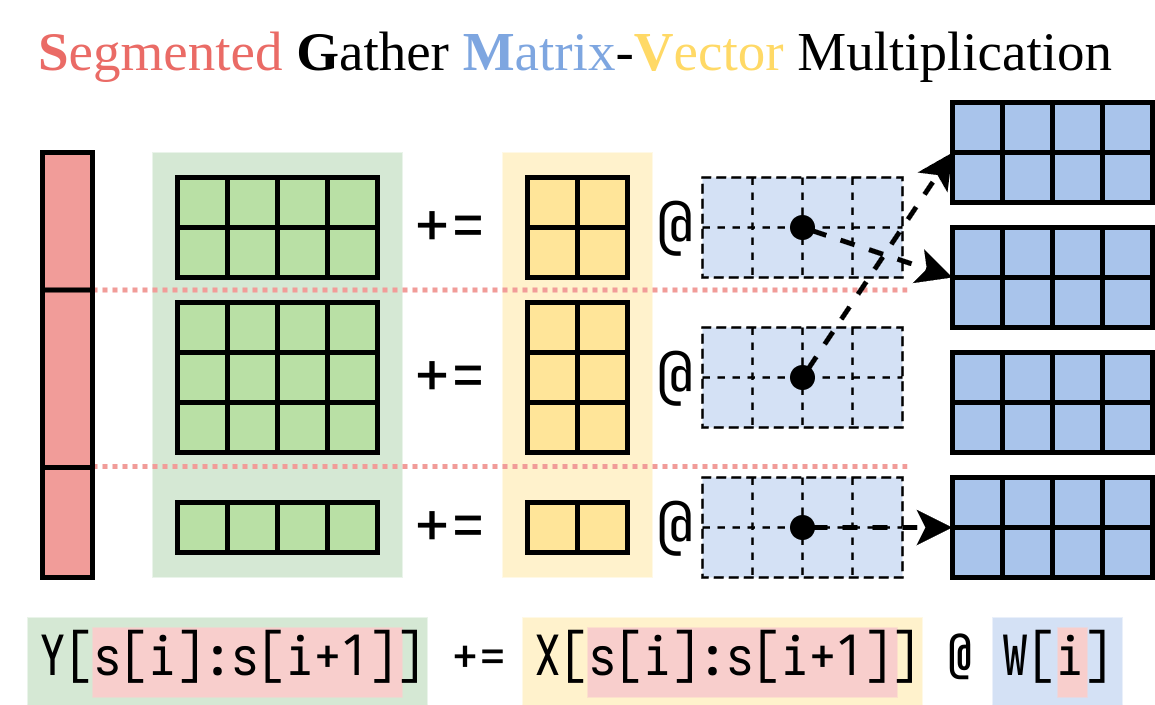 Segmented Gather Matrix-Vector Multiplication
+= @
+= @
+= @
Y[s[i]:s[i+1]] += X[s[i]:s[i+1]] @ W[i]